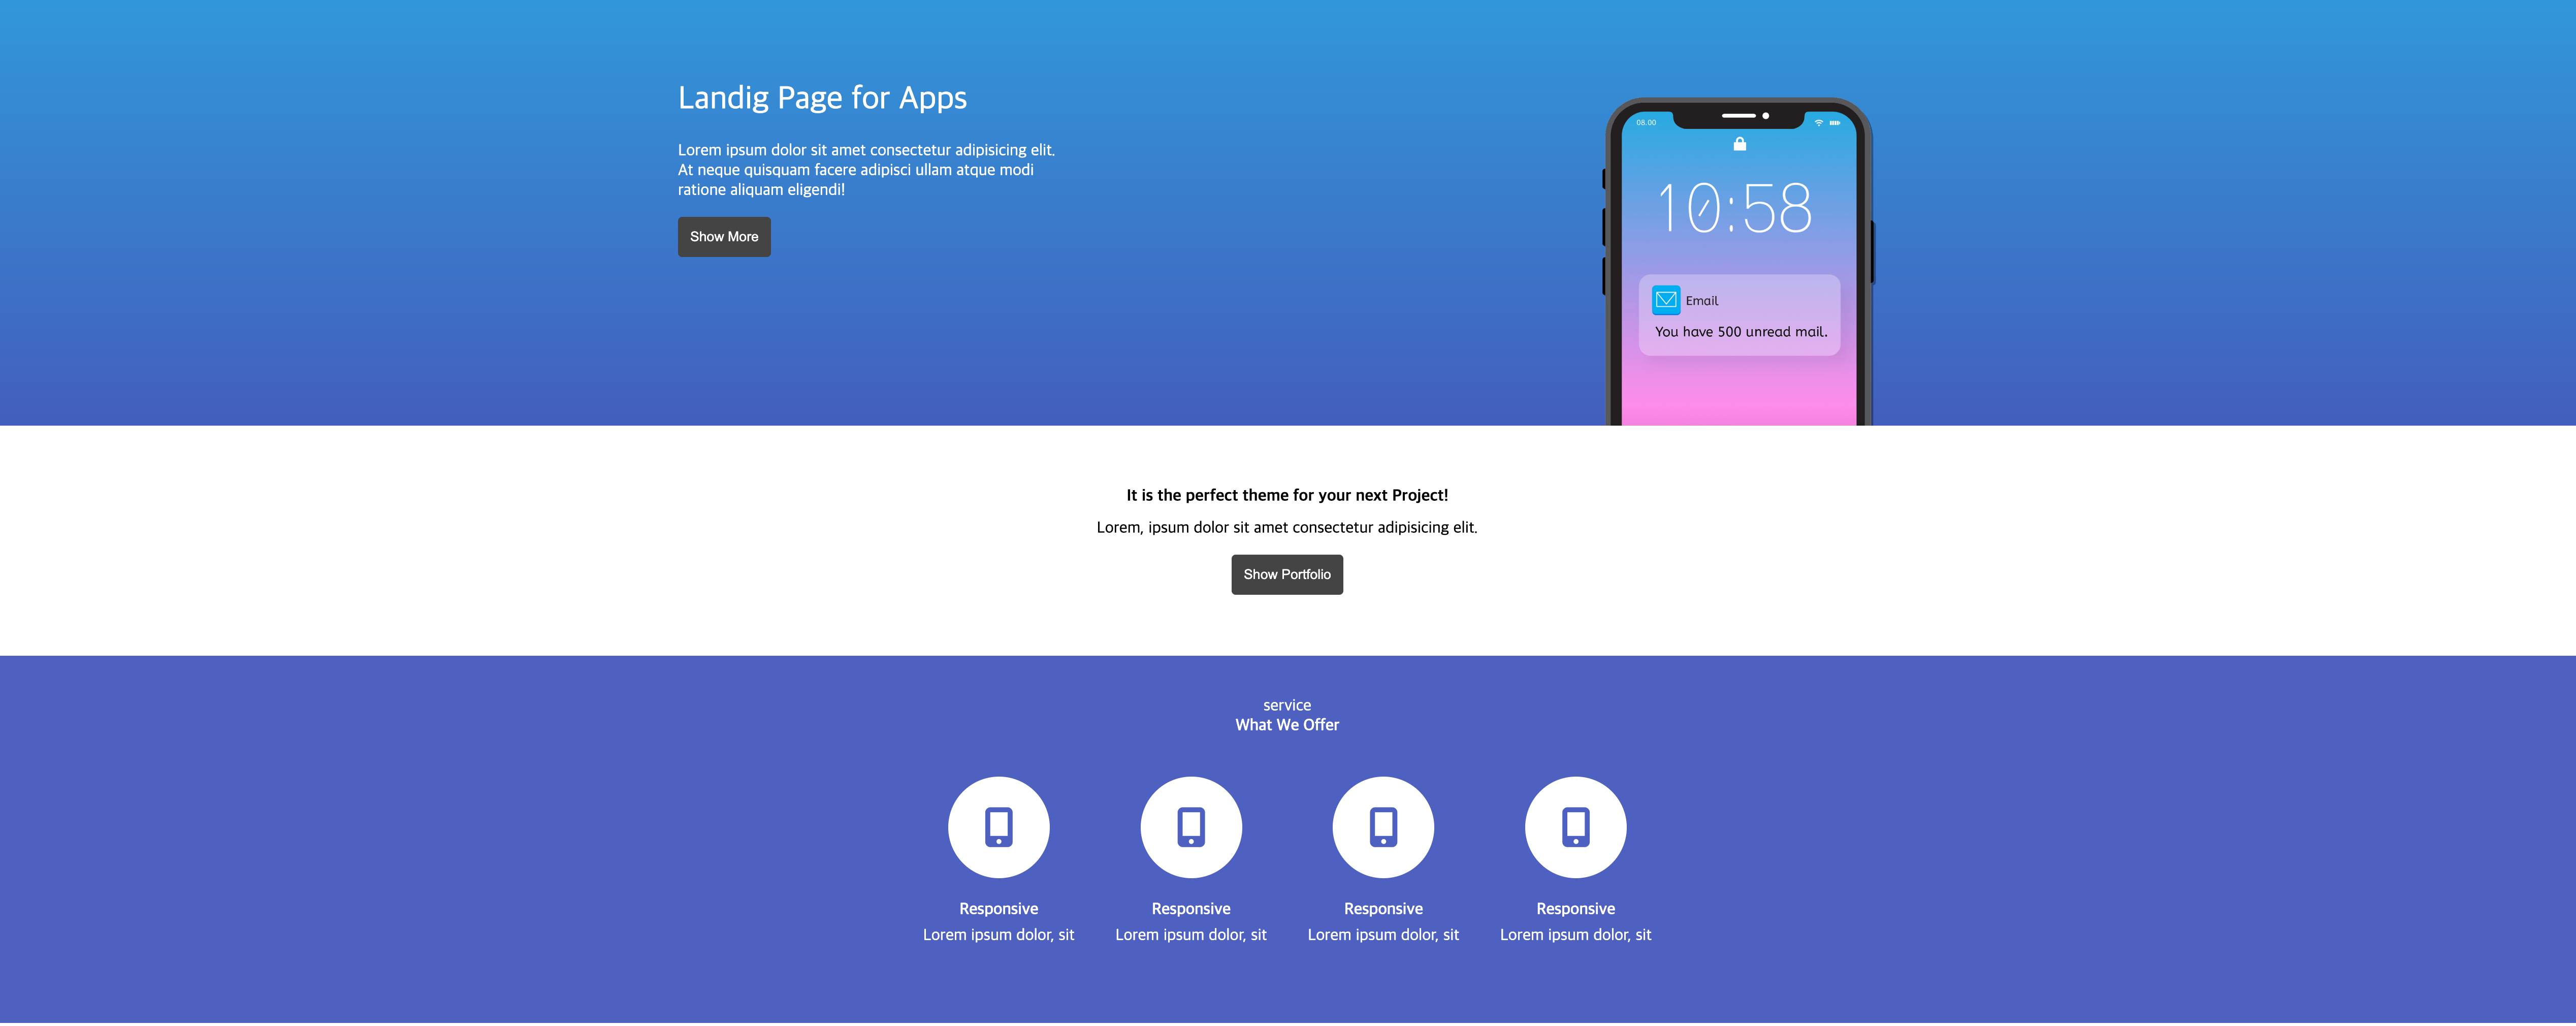 Landig Page for Apps
Lorem ipsum dolor sit amet consectetur adipisicing elit.
At neque quisquam facere adipisci ullam atque modi
ratione aliquam eligendi!
Show More
08.00
10:58
Email
You have 500 unread mail.
It is the perfect theme for your next Project!
Lorem, ipsum dolor sit amet consectetur adipisicing elit.
Show Portfolio
service
What We Offer
Responsive
Lorem ipsum dolor, sit
Responsive
Lorem ipsum dolor, sit
Responsive
Lorem ipsum dolor, sit
Responsive
Lorem ipsum dolor, sit